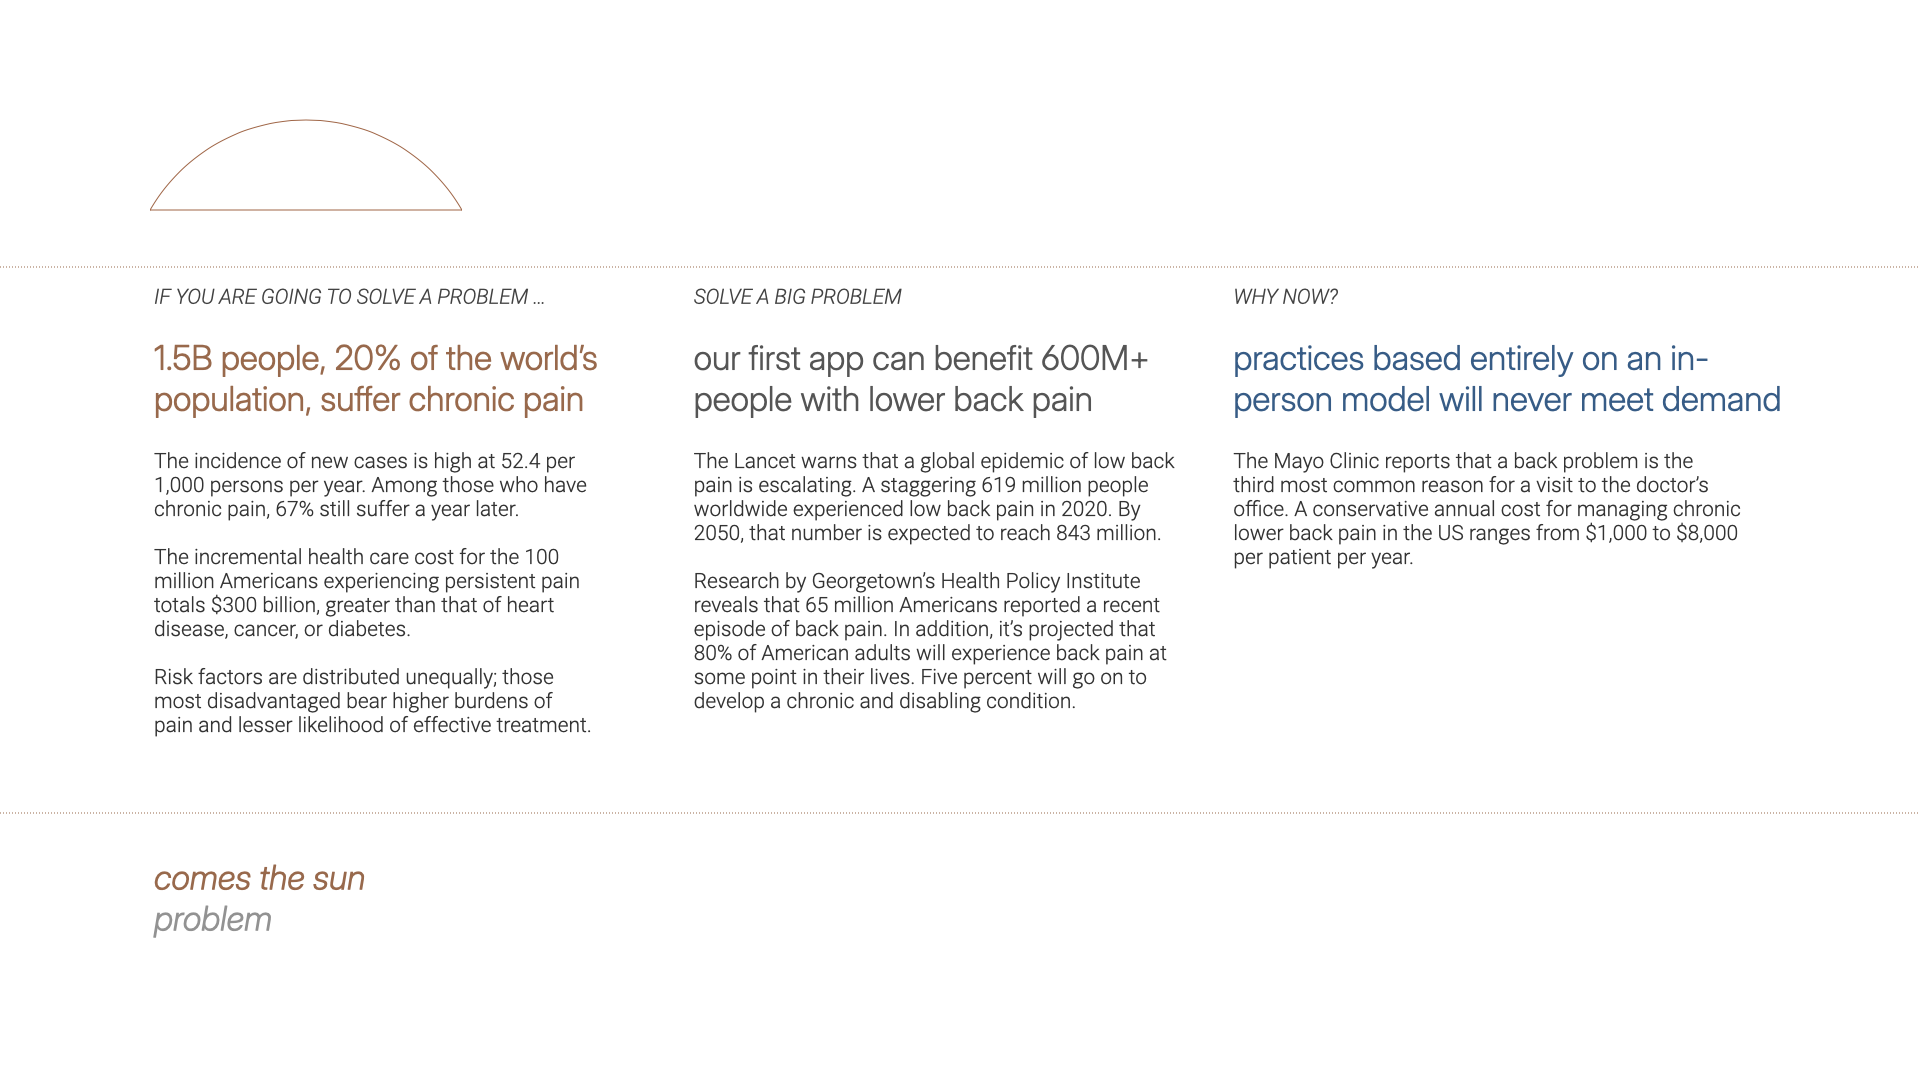 IF YOU ARE GOING TO SOLVE A PROBLEM ...
1.5B people, 20% of the world’s
population, suffer chronic pain
The incidence of new cases is high at 52.4 per
1,000 persons per year. Among those who have
chronic pain, 67% still suffer a year later.
The incremental health care cost for the 100
million Americans experiencing persistent pain
totals $300 billion, greater than that of heart
disease, cancer, or diabetes.
Risk factors are distributed unequally; those
most disadvantaged bear higher burdens of
pain and lesser likelihood of effective treatment.
SOLVE A BIG PROBLEM
our first app can benefit 600M+
people with lower back pain
The Lancet warns that a global epidemic of low back
pain is escalating. A staggering 619 million people
worldwide experienced low back pain in 2020. By
2050, that number is expected to reach 843 million.
Research by Georgetown’s Health Policy Institute
reveals that 65 million Americans reported a recent
episode of back pain. In addition, it’s projected that
80% of American adults will experience back pain at
some point in their lives. Five percent will go on to
develop a chronic and disabling condition.
WHY NOW?
practices based entirely on an in-
person model will never meet demand
The Mayo Clinic reports that a back problem is the
third most common reason for a visit to the doctor’s
office. A conservative annual cost for managing chronic
lower back pain in the US ranges from $1,000 to $8,000
per patient per year.
comes the sun
problem